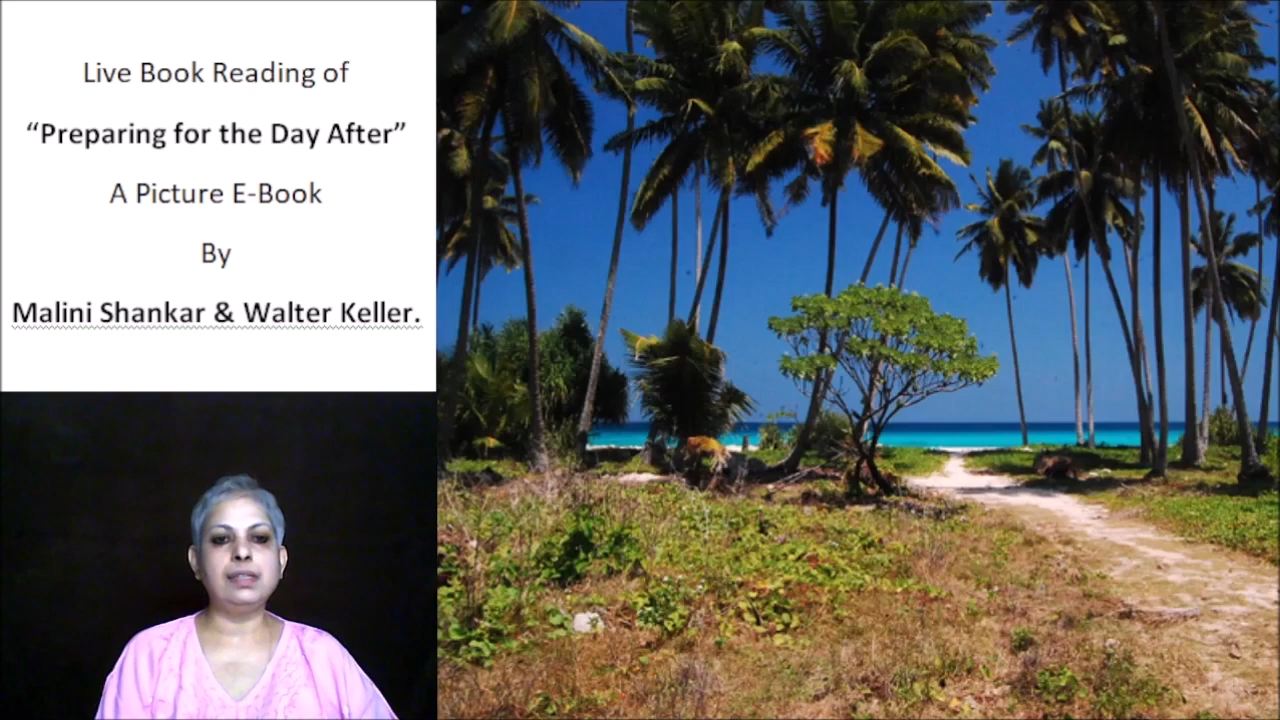 Live Book Reading of
“Preparing for the Day After”
A Picture E-Book
By
Malini Shankar & Walter Keller.